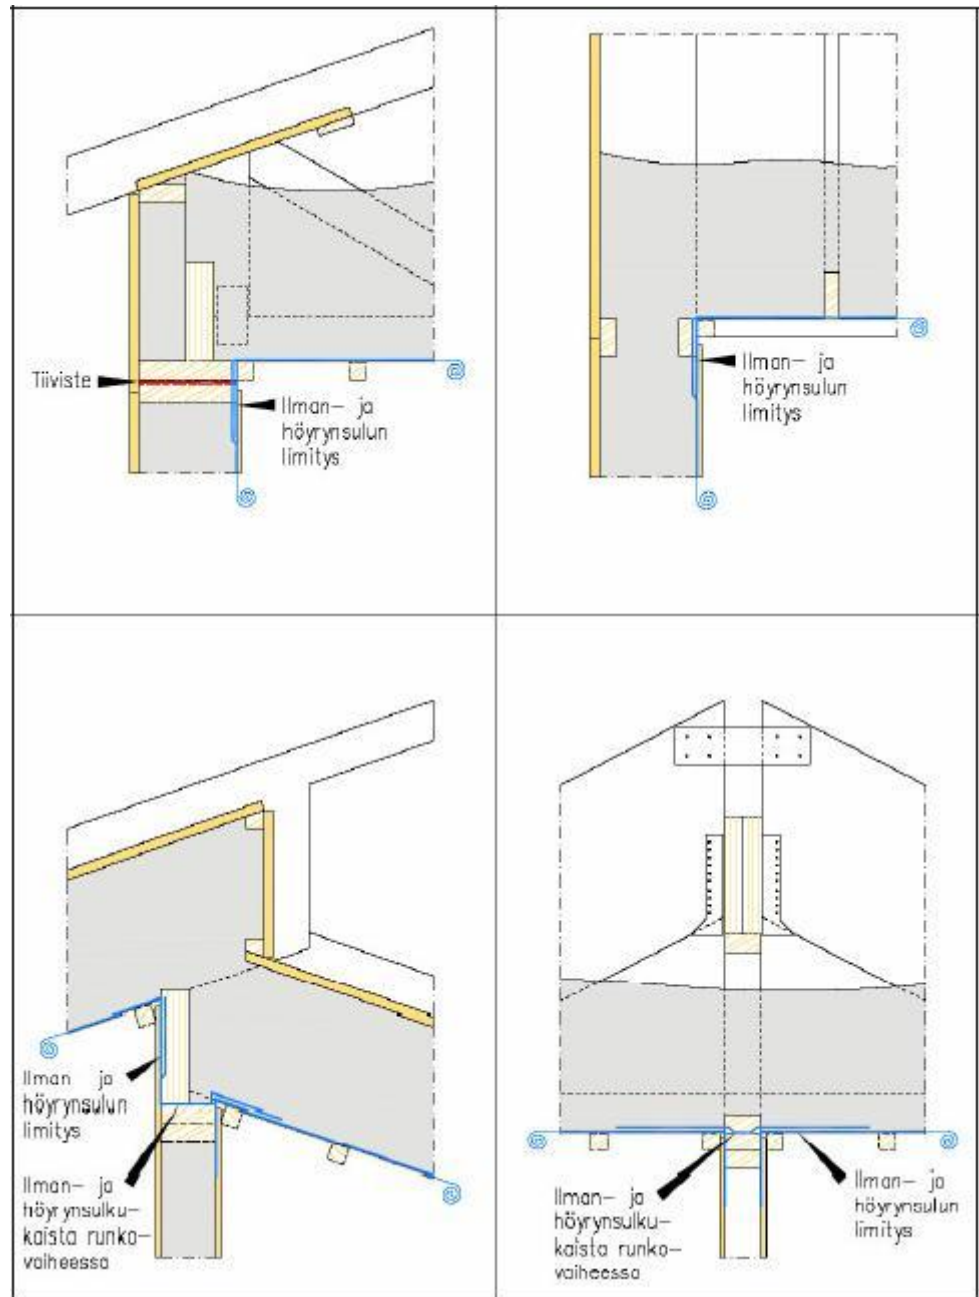 Tiiviste
Ilman- ja
höyrynsulun
limitys
Ilman- ja
höyrynsulun
limitys
Ilman ja
höyrynsulun
limitys
Ilman- ja
höyrynsulku-
kaista runko-
vaiheessa
Ilman- ja
höyrynsulku-
kaista runko-
vaiheessa
Ilman- ja
höyrynsulun
limitys